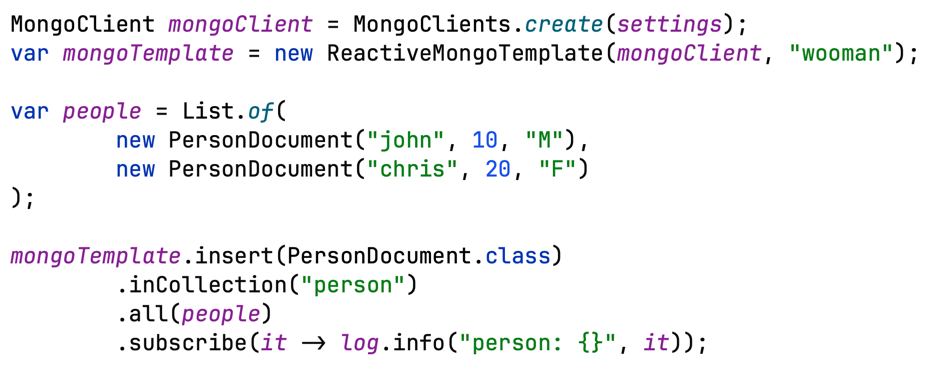 MongoClient mongoClient = MongoClients.create(settings);
var mongoTemplate = new ReactiveMongoTemplate(mongoClient, "wooman");

var people = List.of(
        new PersonDocument("john", 10, "M"),
        new PersonDocument("chris", 20, "F")
);

mongoTemplate.insert(PersonDocument.class)
        .inCollection("person")
        .all(people)
        .subscribe(it -> log.info("person: {}", it));